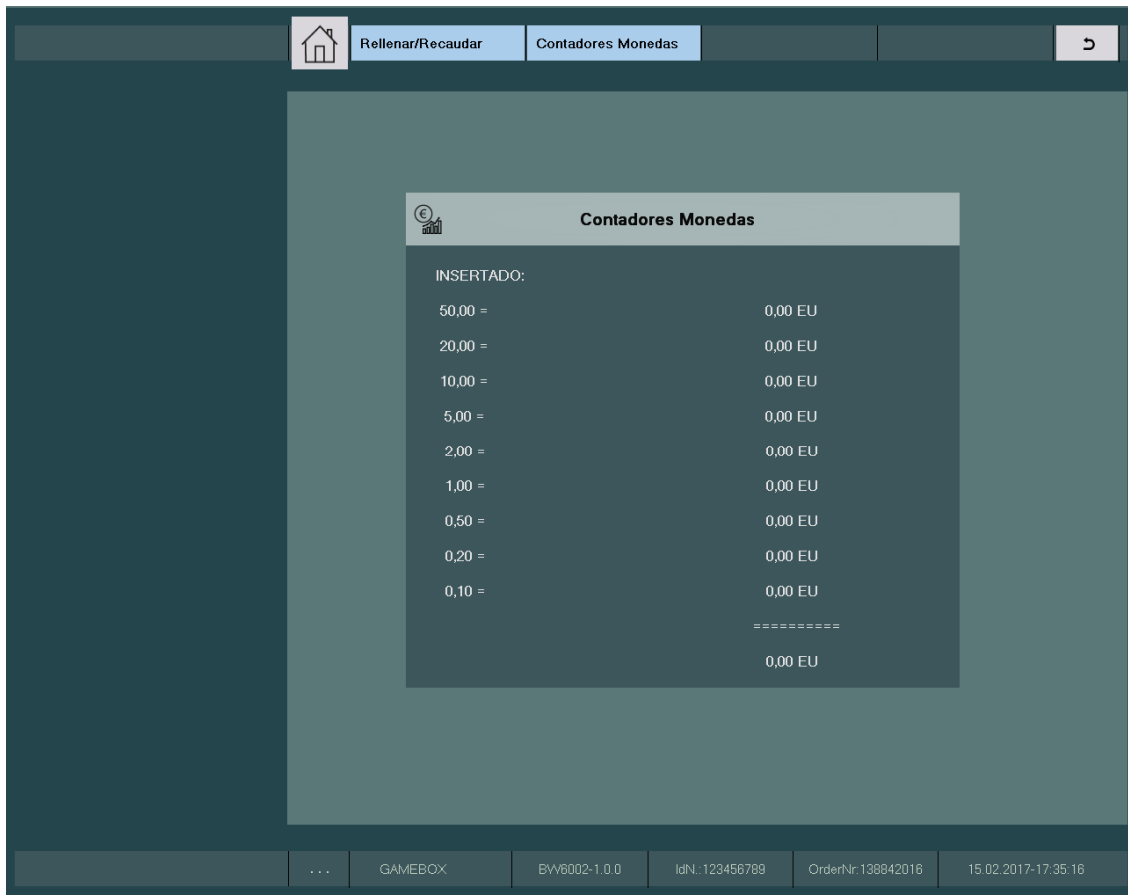 Rellenar/Recaudar Contadores Monedas
Contadores Monedas
INSERTADO:
50,00 = 0,00 EU
20,00 = 0,00 EU
10,00 = 0,00 EU
5,00 = 0,00 EU
2,00 = 0,00 EU
1,00 = 0,00 EU
0,50 = 0,00 EU
0,20 = 0,00 EU
0,10 = 0,00 EU
==========
0,00 EU
... GAMEBOX BW6002-1.0.0 IdN.:123456789 OrderNr:138842016 15.02.2017-17:35:16